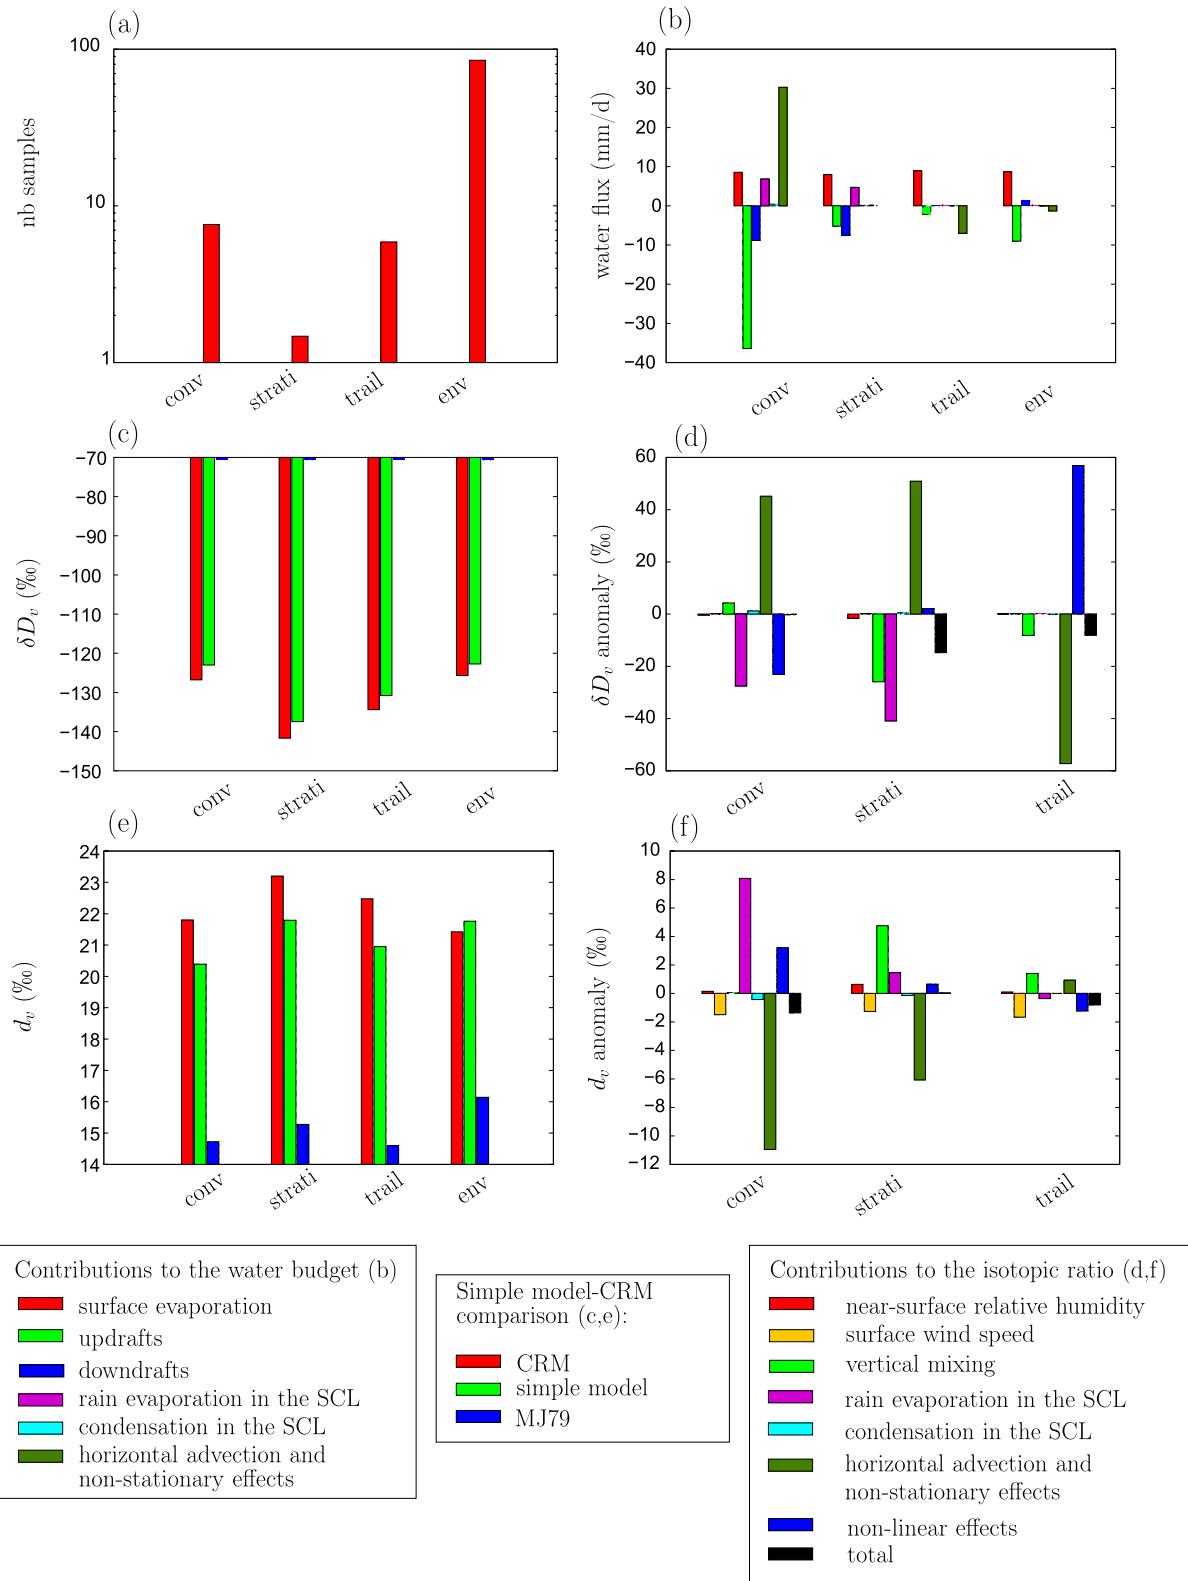 (a)
100
10
1
nb samples
conv
strati
trail
env
(b)
40
30
20
10
0
−10
−20
−30
−40
water flux (mm/d)
conv
strati
trail
env
(c)
−70
−80
−90
−100
−110
−120
−130
−140
−150
δD_v (‰)
conv
strati
trail
env
(d)
60
40
20
0
−20
−40
−60
δD_v anomaly (‰)
conv
strati
trail
(e)
24
23
22
21
20
19
18
17
16
15
14
d_v (‰)
conv
strati
trail
env
(f)
10
8
6
4
2
0
−2
−4
−6
−8
−10
−12
d_v anomaly (‰)
conv
strati
trail
Contributions to the water budget (b)
surface evaporation
updrafts
downdrafts
rain evaporation in the SCL
condensation in the SCL
horizontal advection and
non-stationary effects
Simple model-CRM
comparison (c,e):
CRM
simple model
MJ79
Contributions to the isotopic ratio (d,f)
near-surface relative humidity
surface wind speed
vertical mixing
rain evaporation in the SCL
condensation in the SCL
horizontal advection and
non-stationary effects
non-linear effects
total